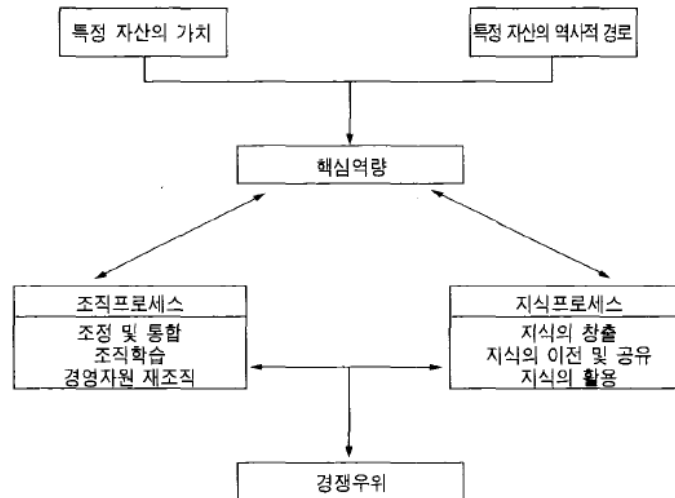 특정 자산의 가치
특정 자산의 역사적 경로
핵심역량
조직프로세스
조정 및 통합
조직학습
경영자원 재조직
지식프로세스
지식의 창출
지식의 이전 및 공유
지식의 활용
경쟁우위